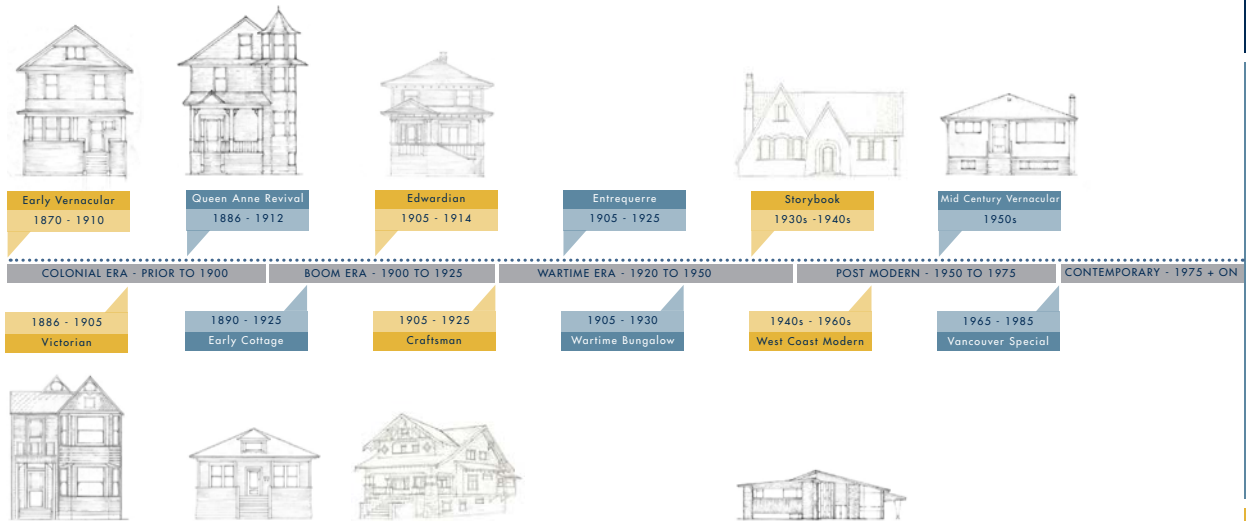 Early Vernacular
1870 - 1910
Queen Anne Revival
1886 - 1912
Edwardian
1905 - 1914
Entrequerre
1905 - 1925
Storybook
1930s -1940s
Mid Century Vernacular
1950s
COLONIAL ERA - PRIOR TO 1900
BOOM ERA - 1900 TO 1925
WARTIME ERA - 1920 TO 1950
POST MODERN - 1950 TO 1975
CONTEMPORARY - 1975 + ON
1886 - 1905
Victorian
1890 - 1925
Early Cottage
1905 - 1925
Craftsman
1905 - 1930
Wartime Bungalow
1940s - 1960s
West Coast Modern
1965 - 1985
Vancouver Special